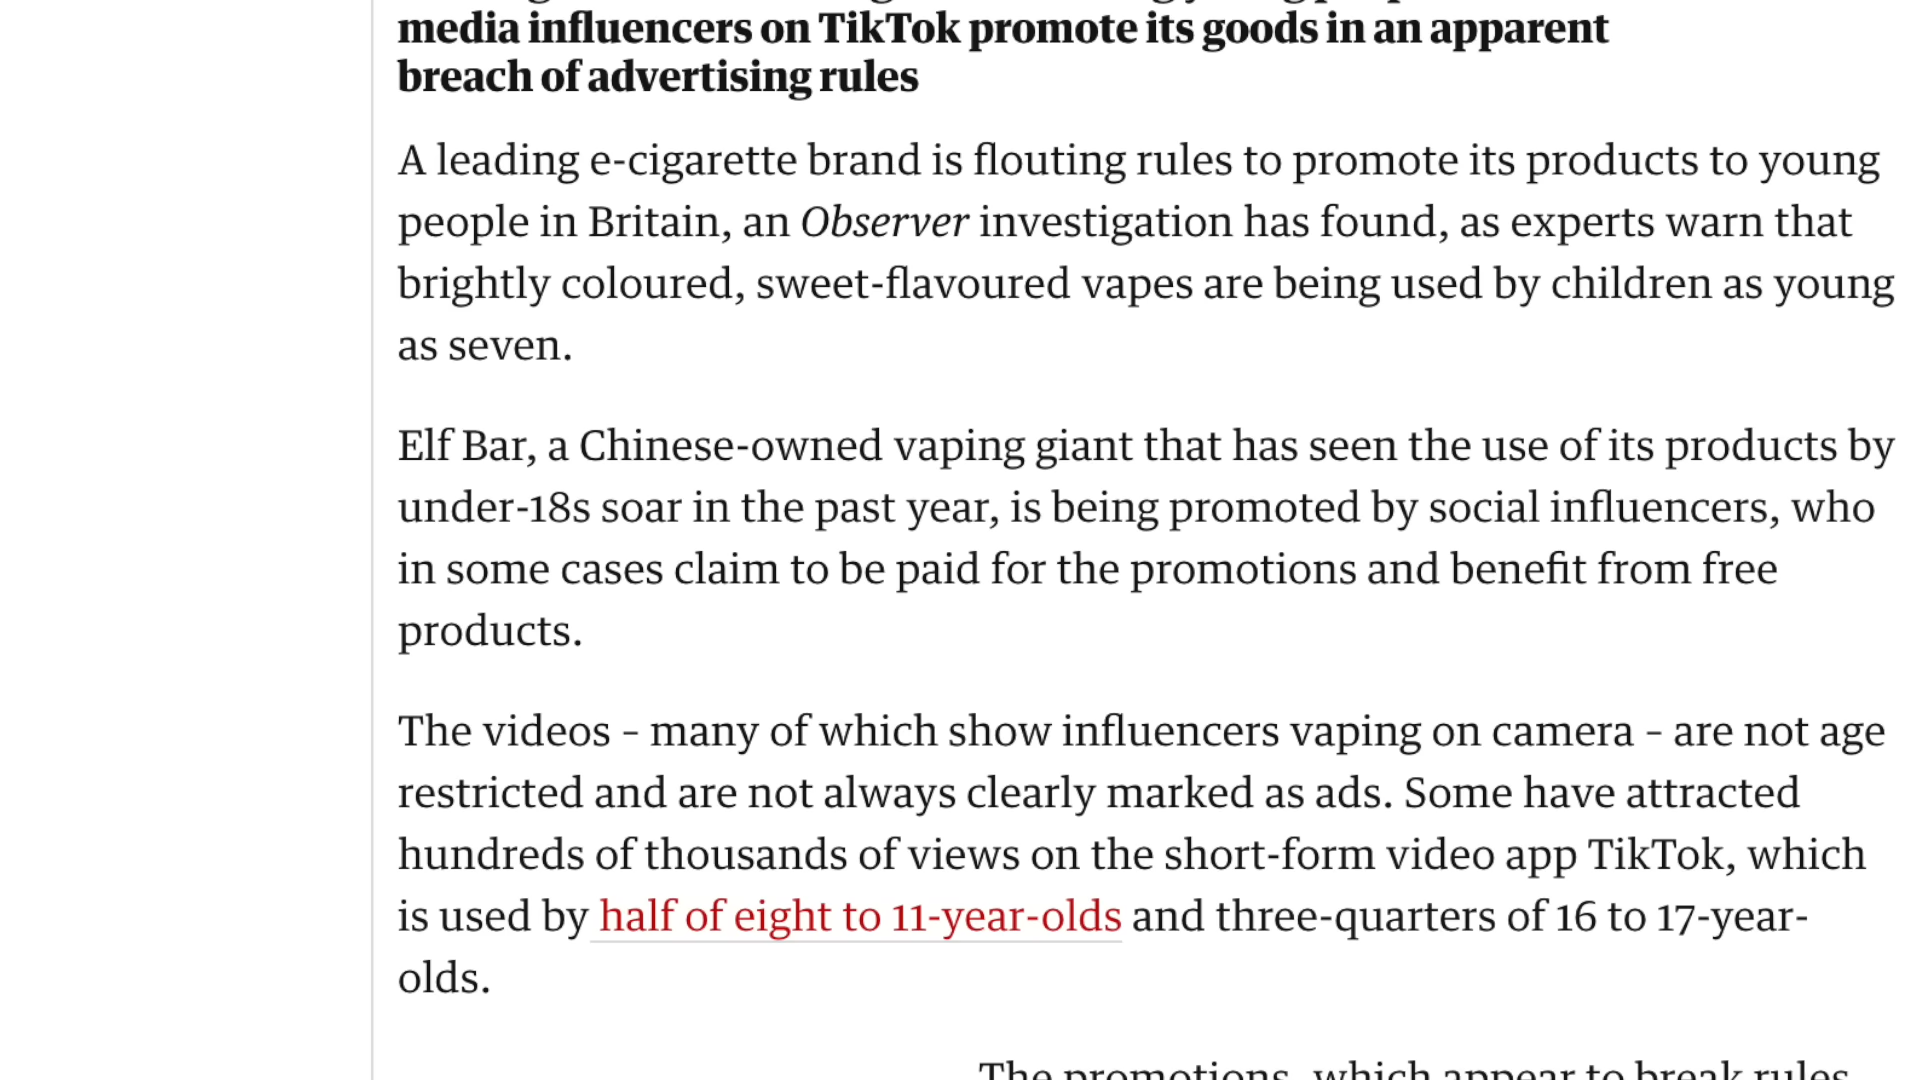 media influencers on TikTok promote its goods in an apparent
breach of advertising rules
A leading e-cigarette brand is flouting rules to promote its products to young
people in Britain, an Observer investigation has found, as experts warn that
brightly coloured, sweet-flavoured vapes are being used by children as young
as seven.
Elf Bar, a Chinese-owned vaping giant that has seen the use of its products by
under-18s soar in the past year, is being promoted by social influencers, who
in some cases claim to be paid for the promotions and benefit from free
products.
The videos – many of which show influencers vaping on camera – are not age
restricted and are not always clearly marked as ads. Some have attracted
hundreds of thousands of views on the short-form video app TikTok, which
is used by half of eight to 11-year-olds and three-quarters of 16 to 17-year-
olds.
The promotions, which appear to break rules